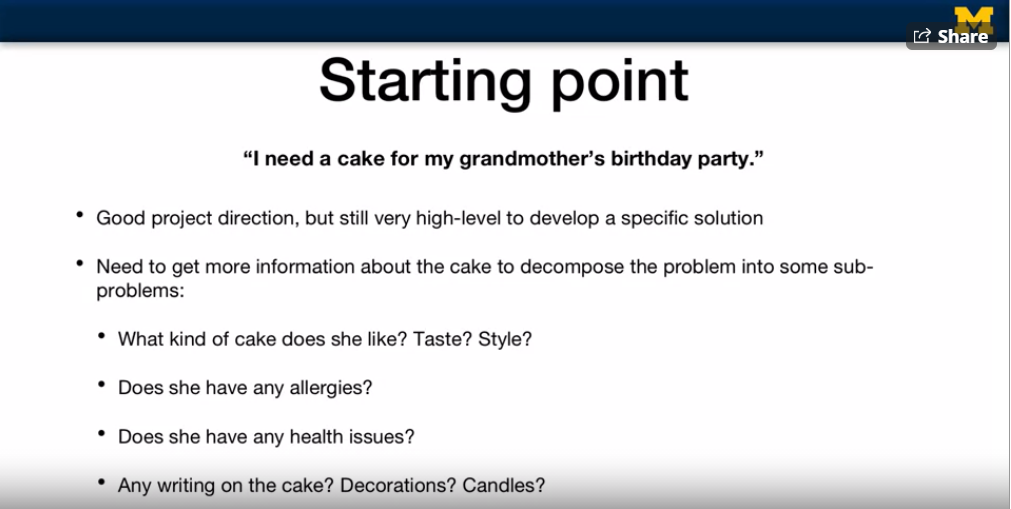 M
Share
Starting point
“I need a cake for my grandmother’s birthday party.”
• Good project direction, but still very high-level to develop a specific solution
• Need to get more information about the cake to decompose the problem into some sub-
problems:
• What kind of cake does she like? Taste? Style?
• Does she have any allergies?
• Does she have any health issues?
• Any writing on the cake? Decorations? Candles?